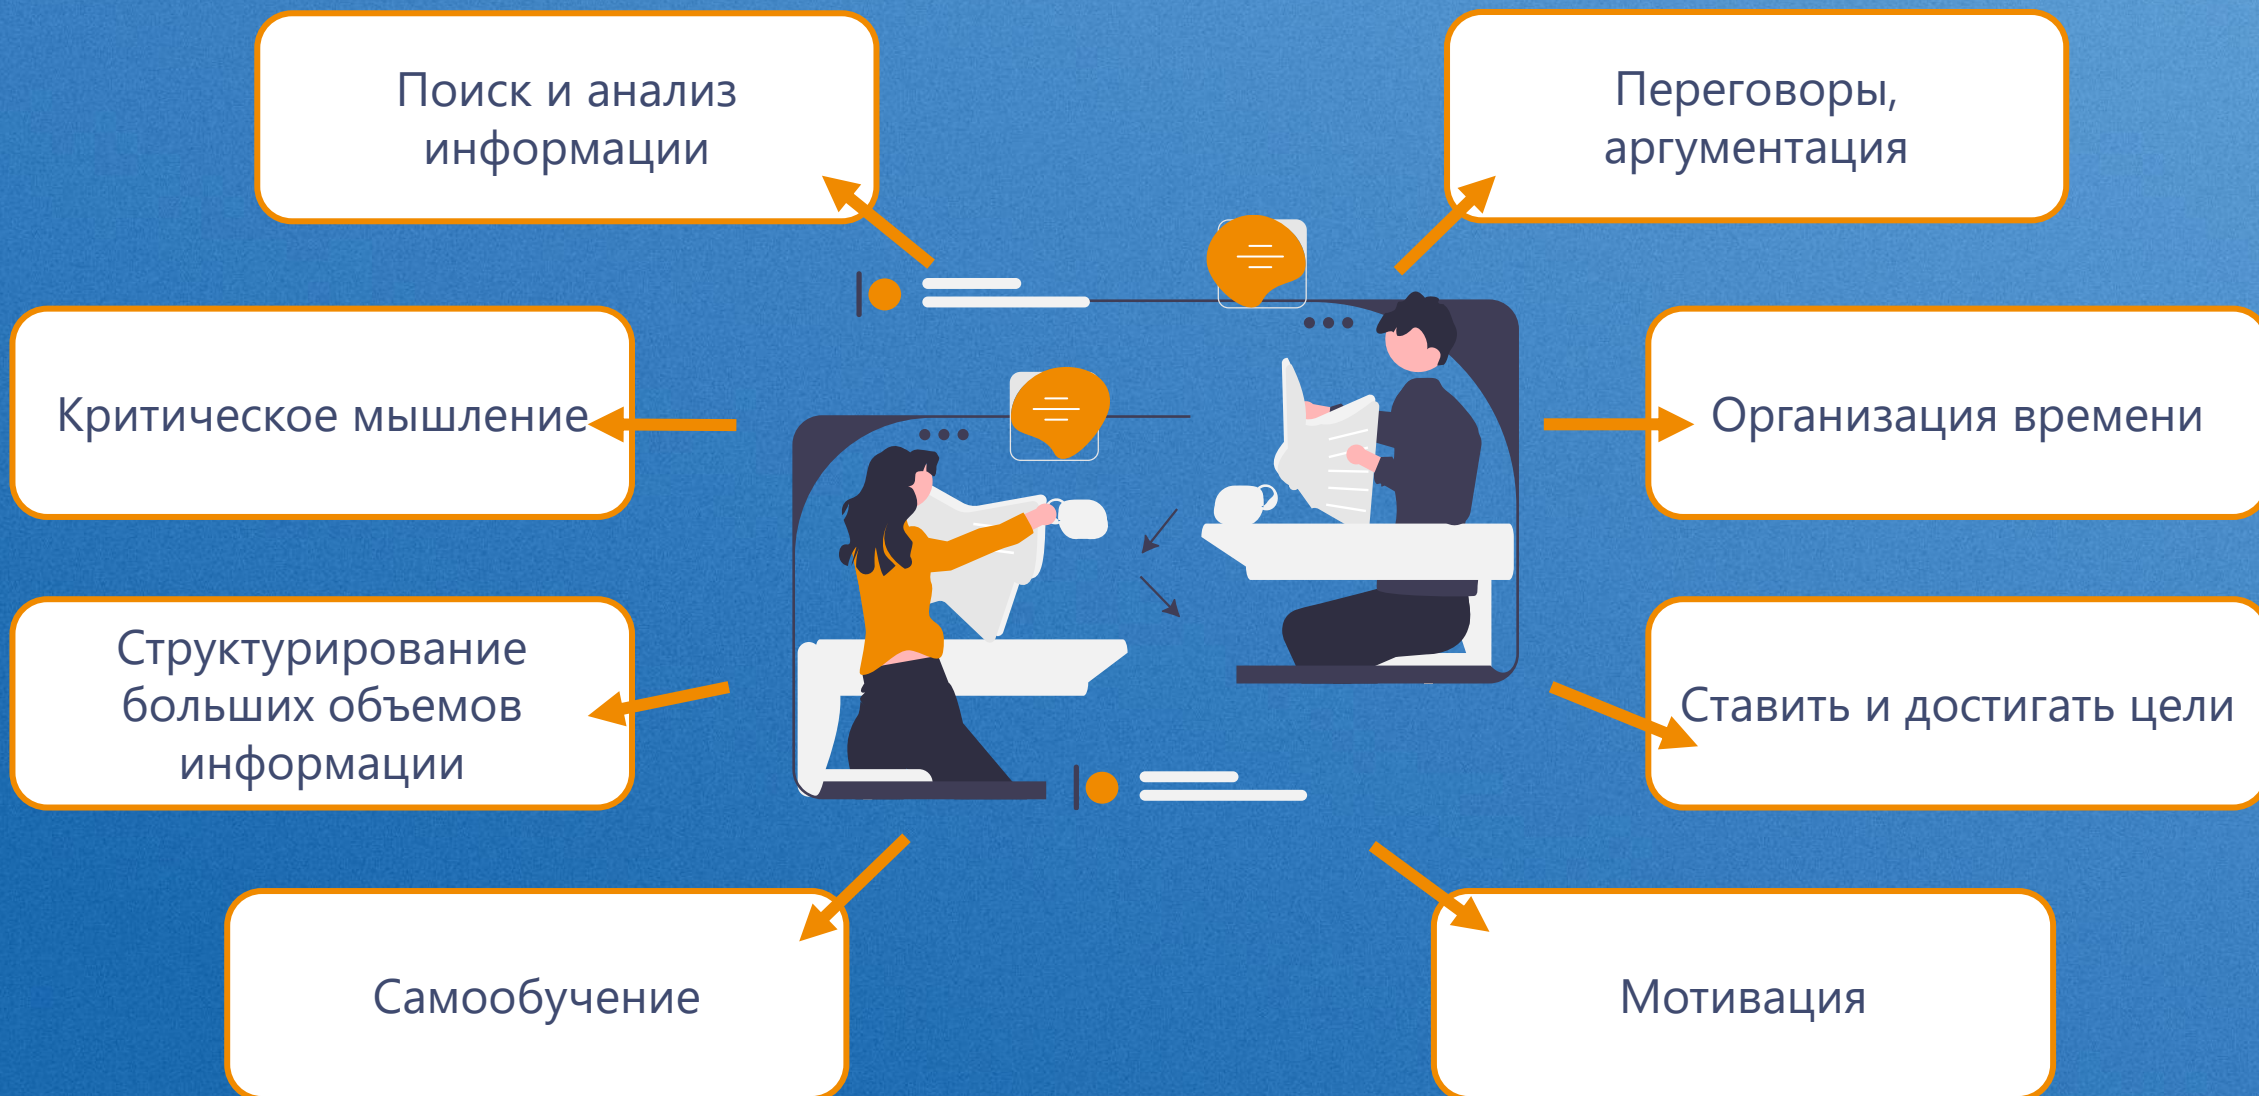 Поиск и анализ
информации
Переговоры,
аргументация
Критическое мышление
Организация времени
Структурирование
больших объемов
информации
Ставить и достигать цели
Самообучение
Мотивация